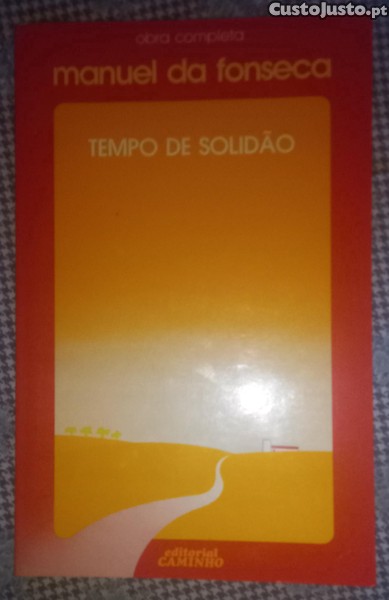 CustoJusto.pt
obra completa
manuel da fonseca
TEMPO DE SOLIDÃO
editorial
CAMINHO